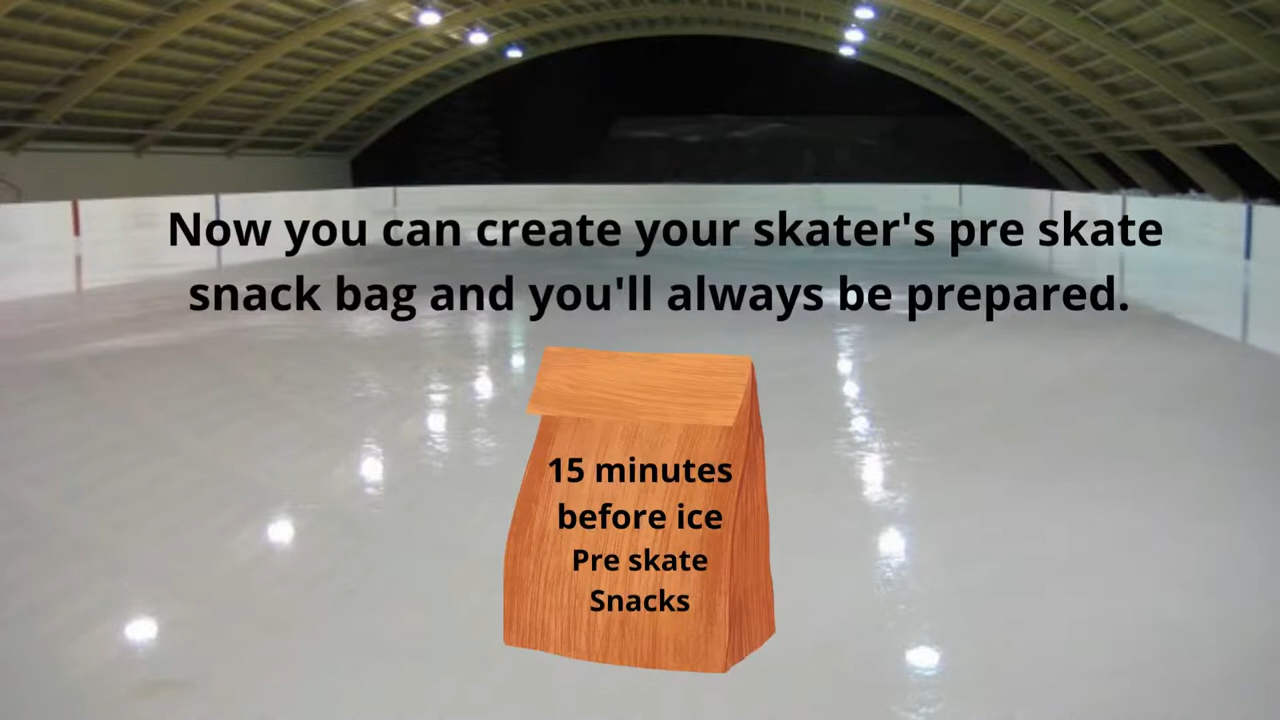 Now you can create your skater's pre skate
snack bag and you'll always be prepared.
15 minutes
before ice
Pre skate
Snacks